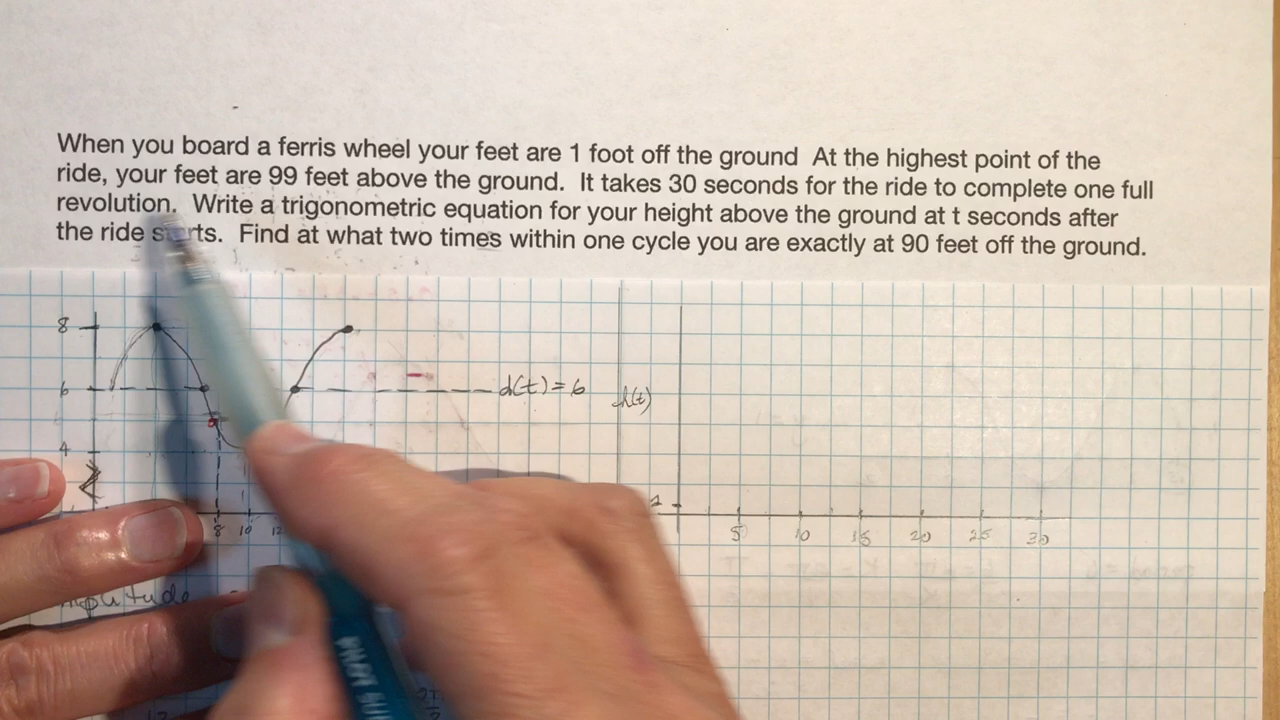 When you board a ferris wheel your feet are 1 foot off the ground At the highest point of the
ride, your feet are 99 feet above the ground. It takes 30 seconds for the ride to complete one full
revolution. Write a trigonometric equation for your height above the ground at t seconds after
the ride starts. Find at what two times within one cycle you are exactly at 90 feet off the ground.
8
6 d(t) = 6 h(t)
4
1
8 10 12 5 10 15 20 25 30
mplitude